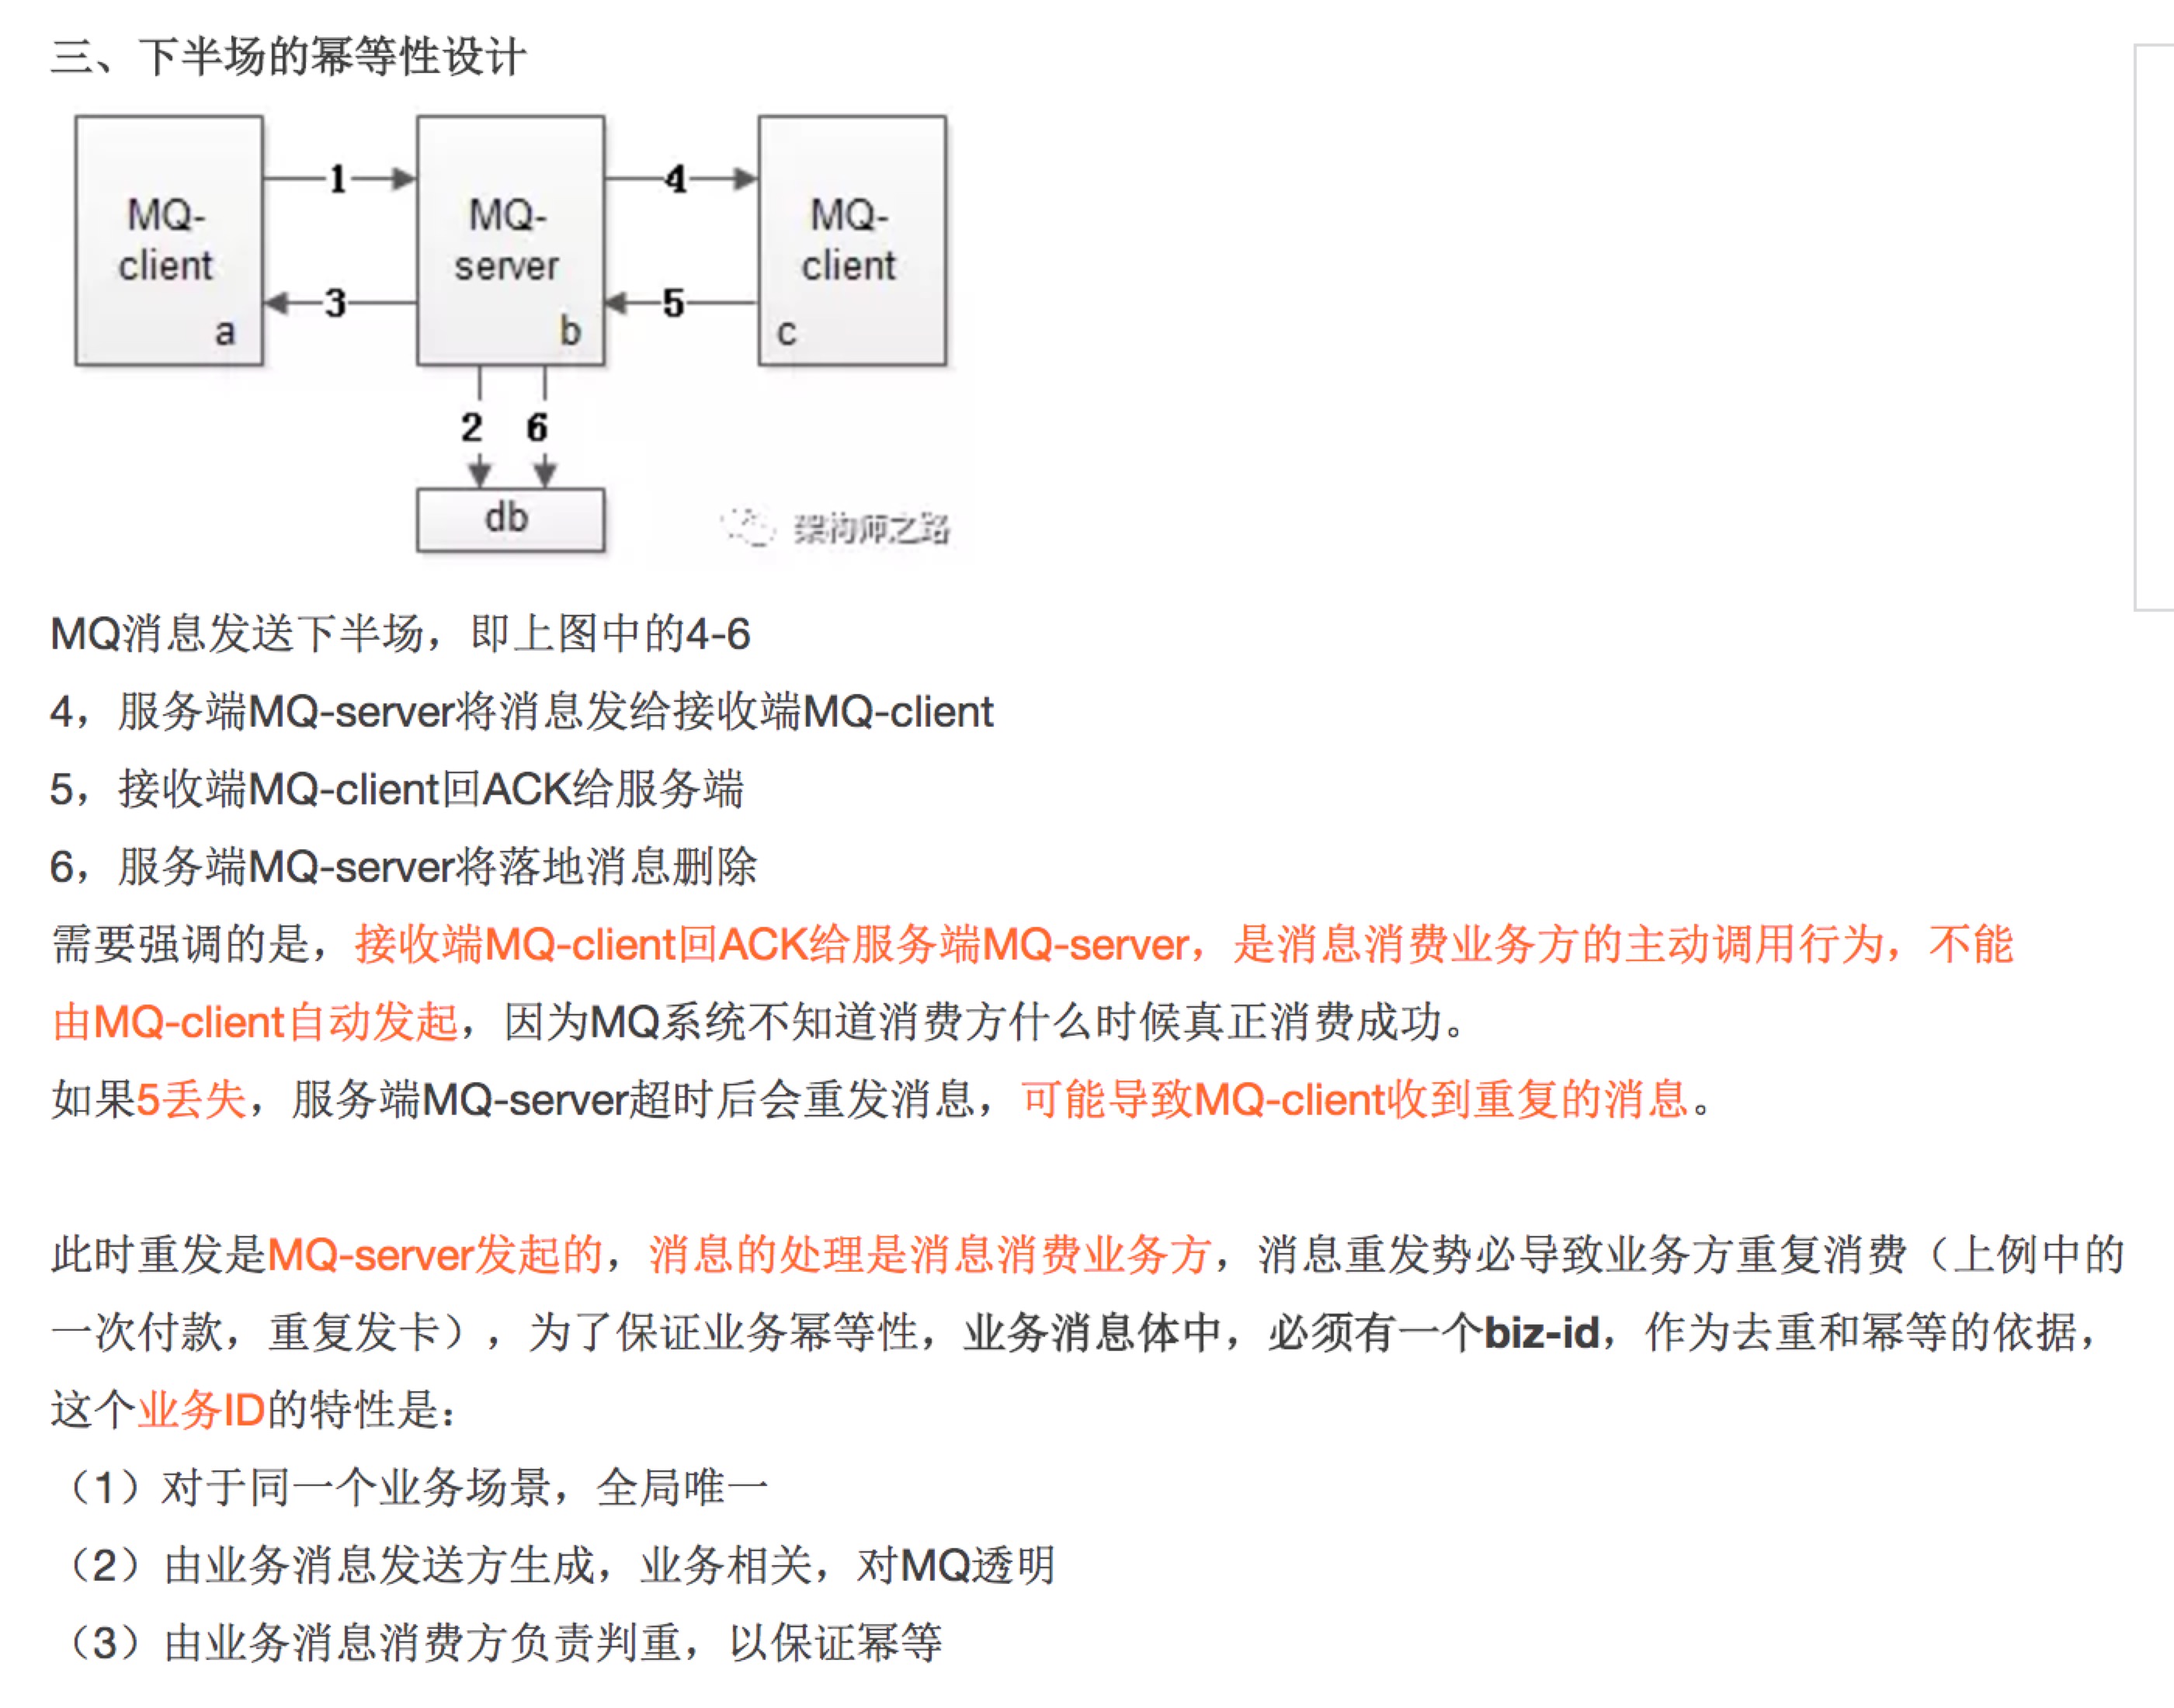 三、下半场的幂等性设计
MQ-
client
a
1
3
MQ-
server
b
4
5
MQ-
client
c
2
6
db
架构师之路
MQ消息发送下半场，即上图中的4-6
4，服务端MQ-server将消息发给接收端MQ-client
5，接收端MQ-client回ACK给服务端
6，服务端MQ-server将落地消息删除
需要强调的是，接收端MQ-client回ACK给服务端MQ-server，是消息消费业务方的主动调用行为，不能
由MQ-client自动发起，因为MQ系统不知道消费方什么时候真正消费成功。
如果5丢失，服务端MQ-server超时后会重发消息，可能导致MQ-client收到重复的消息。
此时重发是MQ-server发起的，消息的处理是消息消费业务方，消息重发势必导致业务方重复消费（上例中的
一次付款，重复发卡），为了保证业务幂等性，业务消息体中，必须有一个biz-id，作为去重和幂等的依据，
这个业务ID的特性是：
（1）对于同一个业务场景，全局唯一
（2）由业务消息发送方生成，业务相关，对MQ透明
（3）由业务消息消费方负责判重，以保证幂等